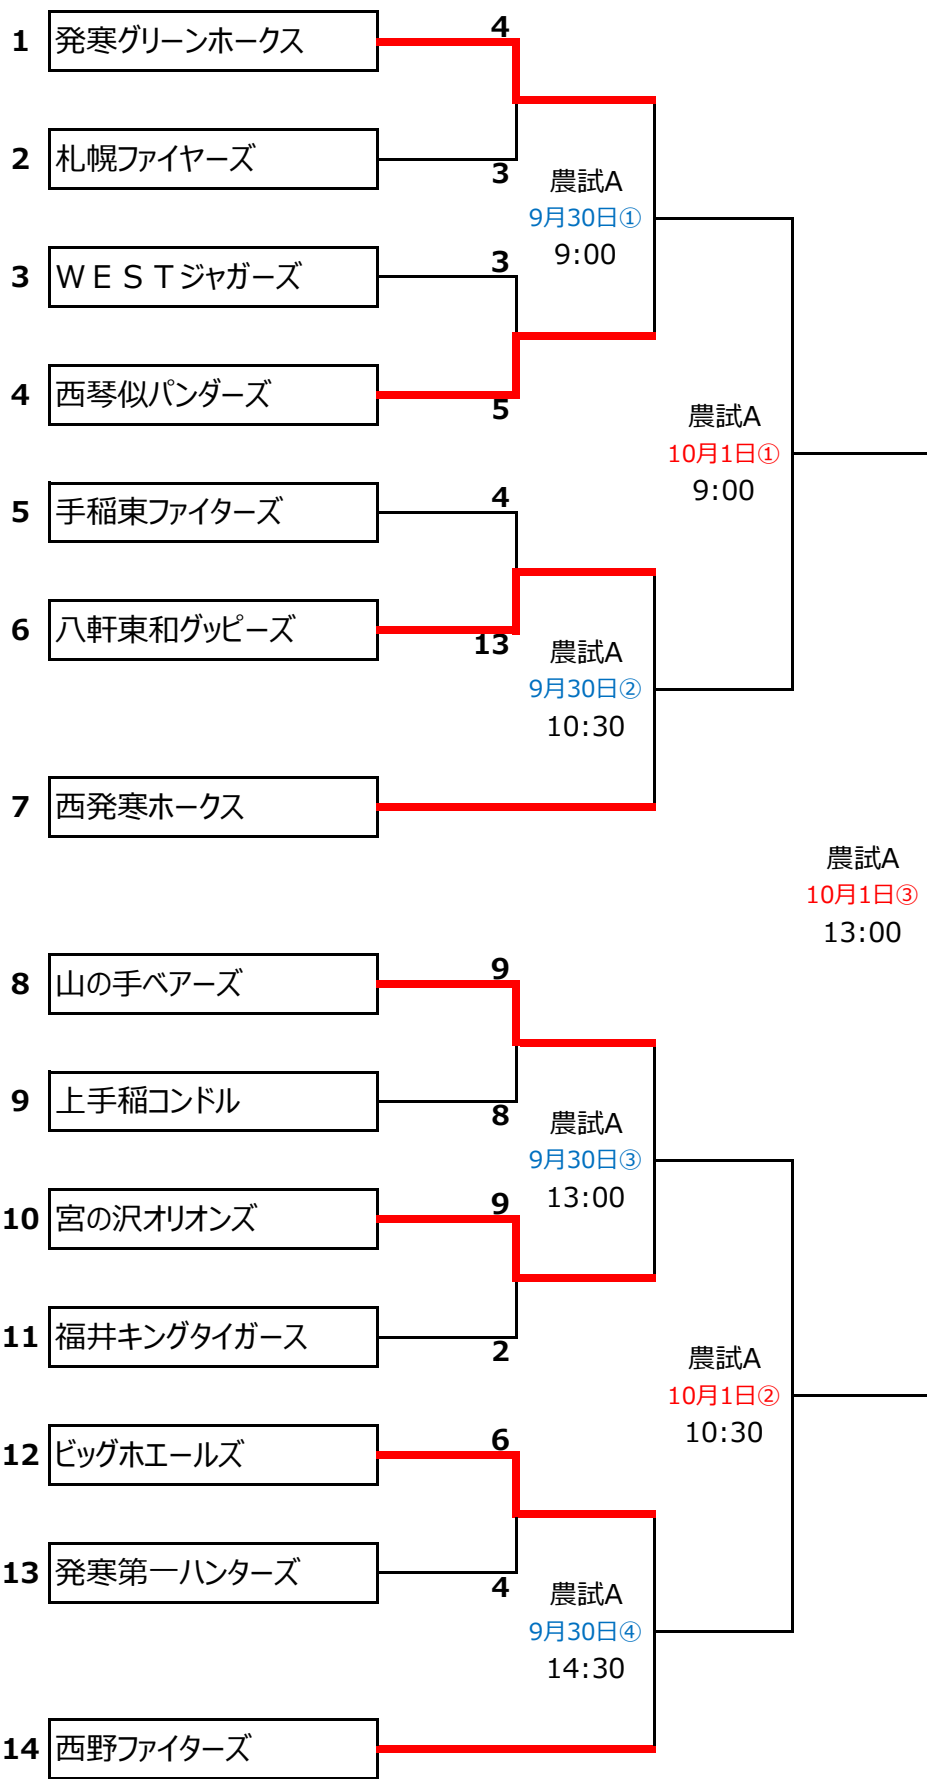 1 発寒グリーンホークス 4
2 札幌ファイヤーズ 3
農試A
9月30日①
9:00
3 ＷＥＳＴジャガーズ 3
4 西琴似パンダーズ 5
農試A
10月1日①
9:00
5 手稲東ファイターズ 4
6 八軒東和グッピーズ 13
農試A
9月30日②
10:30
7 西発寒ホークス
農試A
10月1日③
13:00
8 山の手ベアーズ 9
9 上手稲コンドル 8
農試A
9月30日③
13:00
10 宮の沢オリオンズ 9
11 福井キングタイガース 2
農試A
10月1日②
10:30
12 ビッグホエールズ 6
13 発寒第一ハンターズ 4
農試A
9月30日④
14:30
14 西野ファイターズ